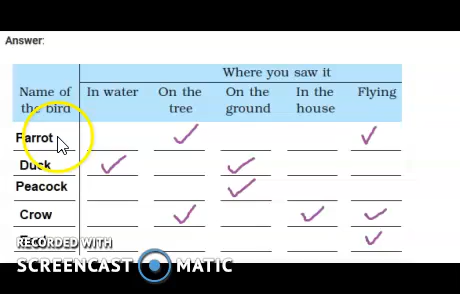 Answer:
Where you saw it
Name of the bird In water On the tree On the ground In the house Flying
Parrot
Duck
Peacock
Crow
RECORDED WITH
SCREENCAST MATIC